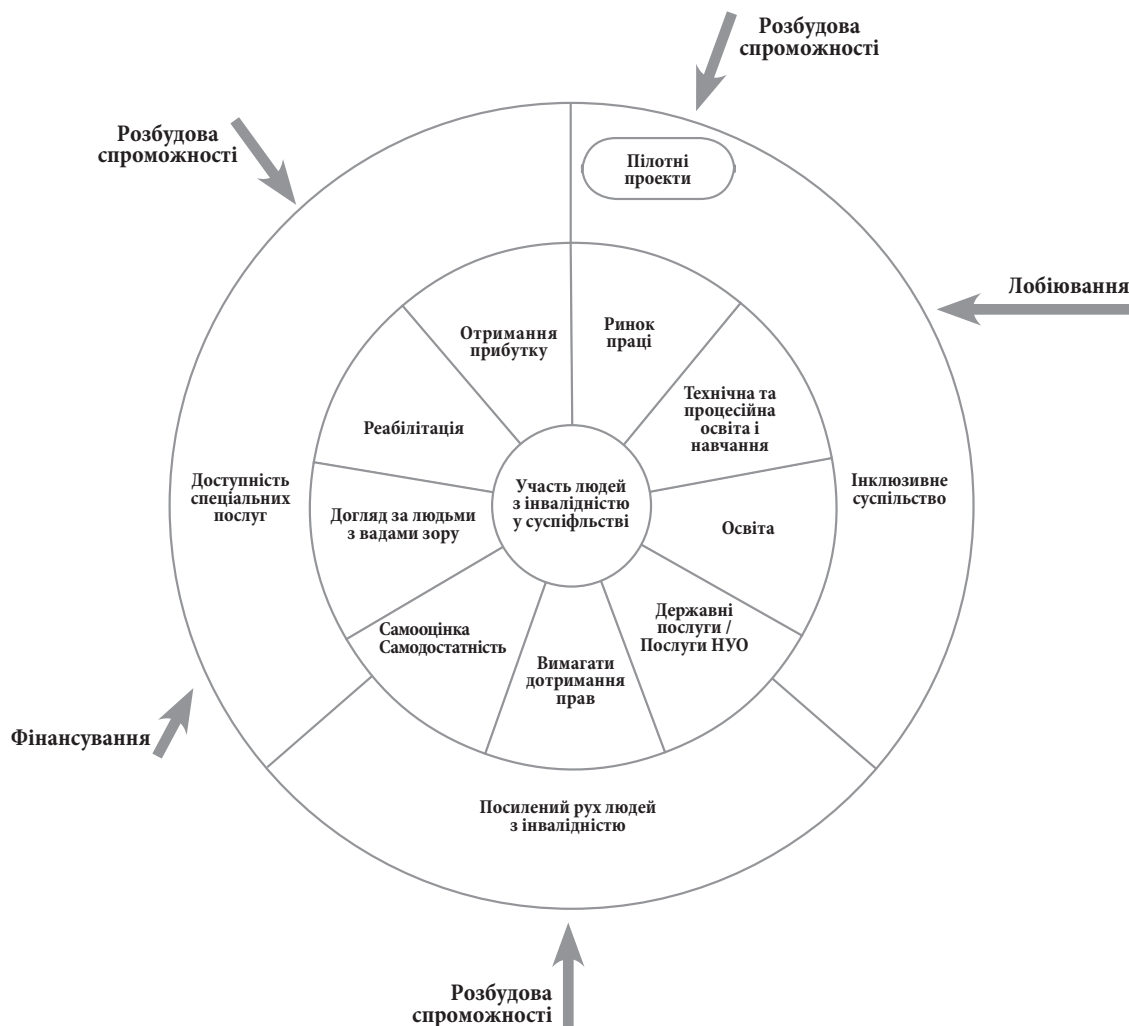 Розбудова
спроможності
Розбудова
спроможності
Пілотні
проекти
Лобіювання
Отримання
прибутку
Ринок
праці
Технічна та
процесійна
освіта і
навчання
Реабілітація
Доступність
спеціальних
послуг
Участь людей
з інвалідністю
у суспіфльстві
Інклюзивне
суспільство
Догляд за людьми
з вадами зору
Освіта
Державні
послуги /
Послуги НУО
Самооцінка
Самодостатність
Вимагати
дотримання
прав
Фінансування
Посилений рух людей
з інвалідністю
Розбудова
спроможності